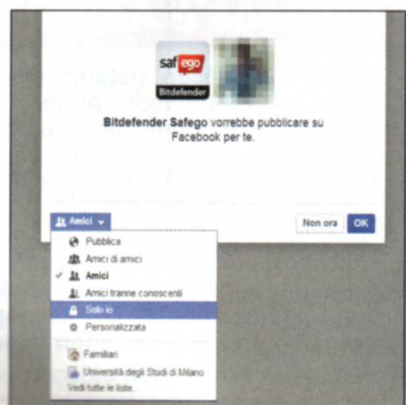 safego
Bitdefender
Bitdefender Safego vorrebbe pubblicare su
Facebook per te.
Amici
Non ora
OK
Pubblica
Amici di amici
Amici
Amici tranne conoscenti
Solo io
Personalizzata
Familiari
Università degli Studi di Milano
Vedi tutte le liste...